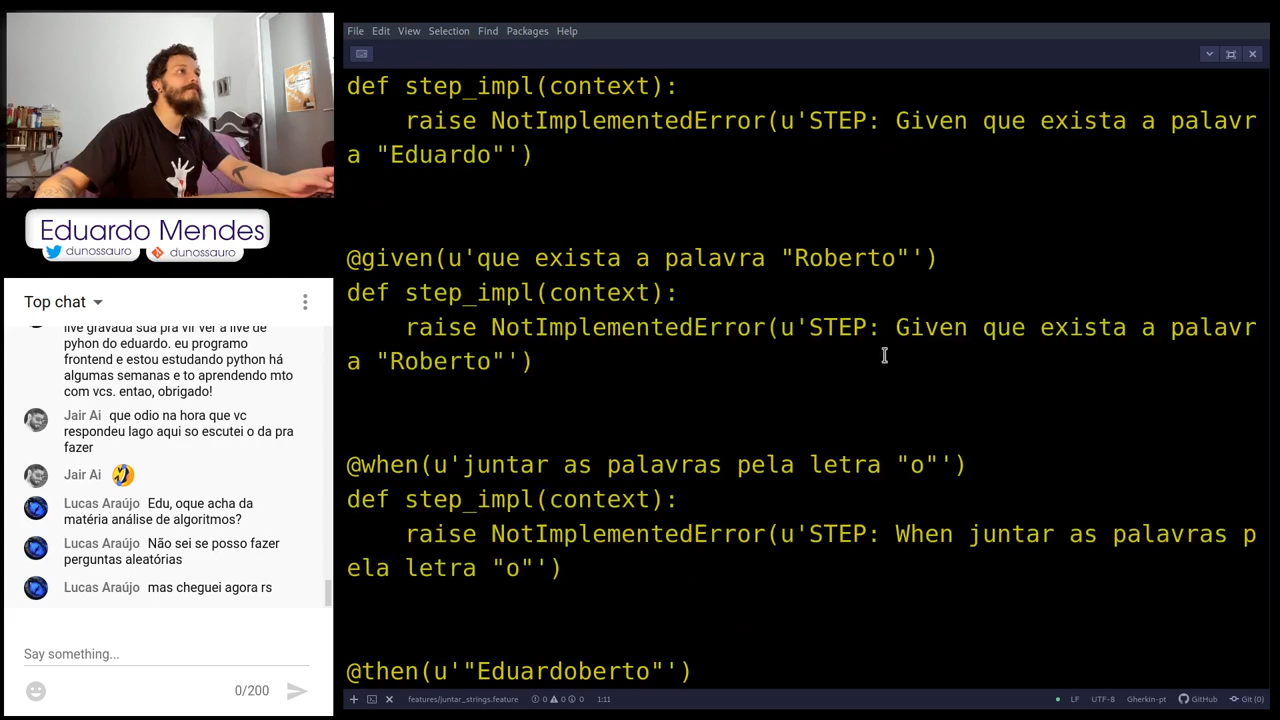 File Edit View Selection Find Packages Help
def step_impl(context):
raise NotImplementedError(u'STEP: Given que exista a palavr
a "Eduardo"')
@given(u'que exista a palavra "Roberto"')
def step_impl(context):
raise NotImplementedError(u'STEP: Given que exista a palavr
a "Roberto"')
@when(u'juntar as palavras pela letra "o"')
def step_impl(context):
raise NotImplementedError(u'STEP: When juntar as palavras p
ela letra "o"')
@then(u'"Eduardoberto"')
features/juntar_strings.feature 0 0 0 1:11 LF UTF-8 Gherkin-pt GitHub Git (0)
Eduardo Mendes
dunossauro dunossauro
Top chat
live gravada sua pra vir ver a live de
pyhon do eduardo. eu programo
frontend e estou estudando python há
algumas semanas e to aprendendo mto
com vcs. entao, obrigado!
Jair Ai que odio na hora que vc
respondeu lago aqui so escutei o da pra
fazer
Jair Ai
Lucas Araújo Edu, oque acha da
matéria análise de algoritmos?
Lucas Araújo Não sei se posso fazer
perguntas aleatórias
Lucas Araújo mas cheguei agora rs
Say something...
0/200